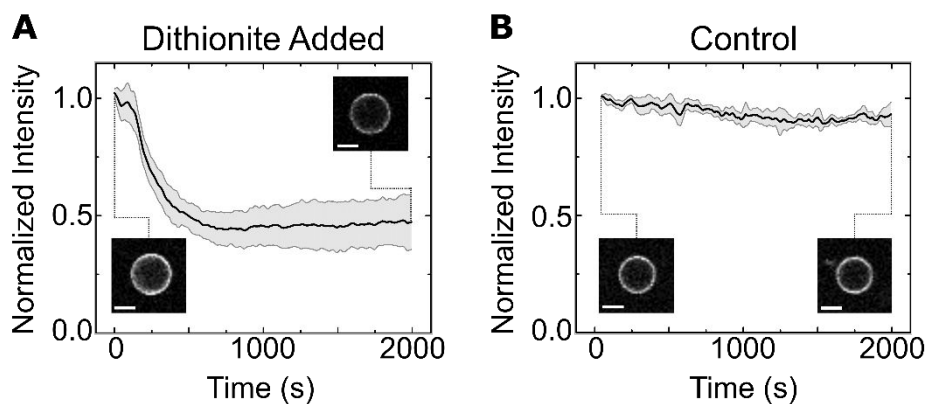 A
Dithionite Added
Normalized Intensity
1.0
0.5
0.0
0
1000
2000
Time (s)
B
Control
Normalized Intensity
1.0
0.5
0.0
0
1000
2000
Time (s)